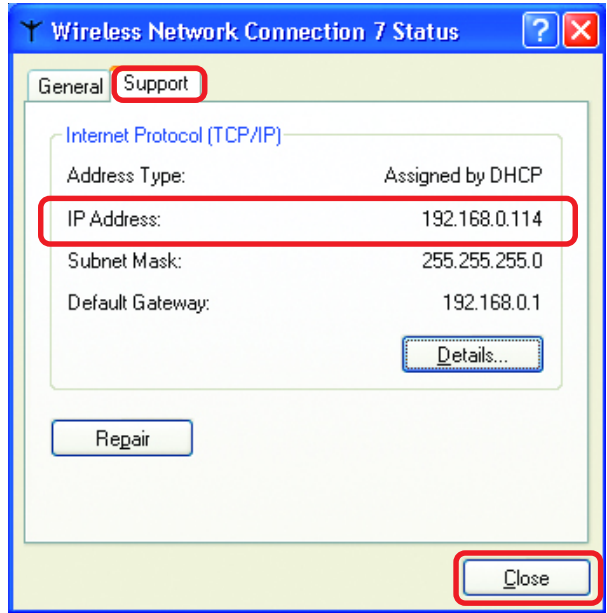 Wireless Network Connection 7 Status
General Support
Internet Protocol (TCP/IP)
Address Type: Assigned by DHCP
IP Address: 192.168.0.114
Subnet Mask: 255.255.255.0
Default Gateway: 192.168.0.1
Details...
Repair
Close